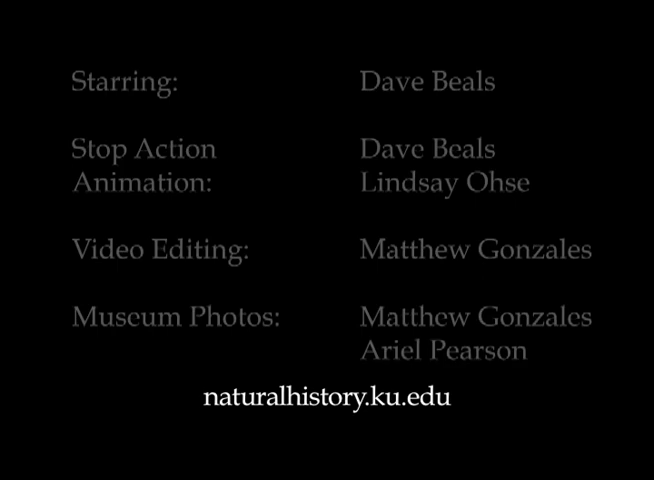 Starring: Dave Beals
Stop Action Dave Beals
Animation: Lindsay Ohse
Video Editing: Matthew Gonzales
Museum Photos: Matthew Gonzales
Ariel Pearson
naturalhistory.ku.edu